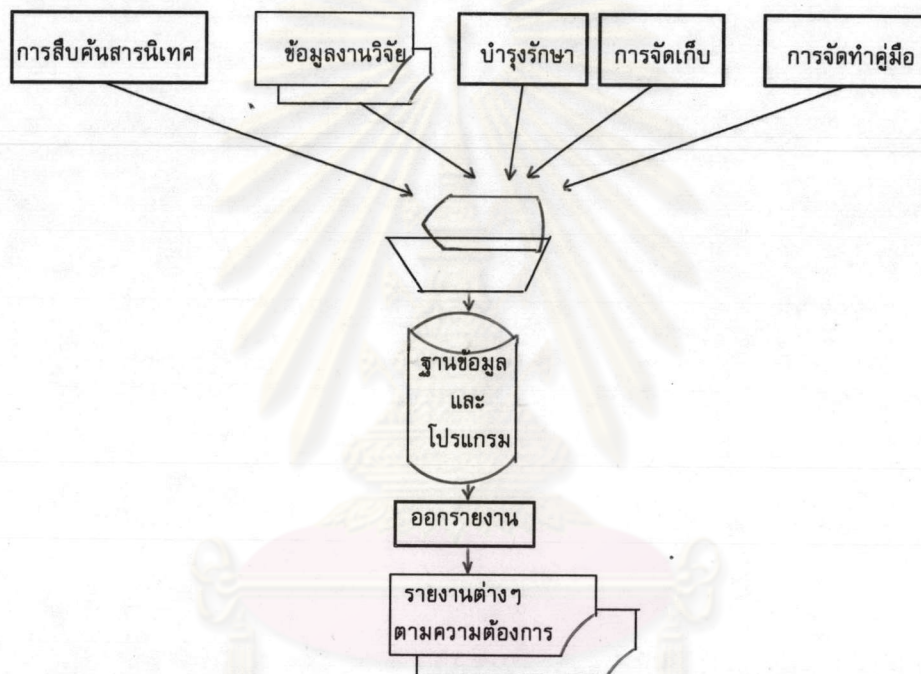 การสืบค้นสารนิเทศ
ข้อมูลงานวิจัย
บำรุงรักษา
การจัดเก็บ
การจัดทำคู่มือ
ฐานข้อมูล
และ
โปรแกรม
ออกรายงาน
รายงานต่างๆ
ตามความต้องการ